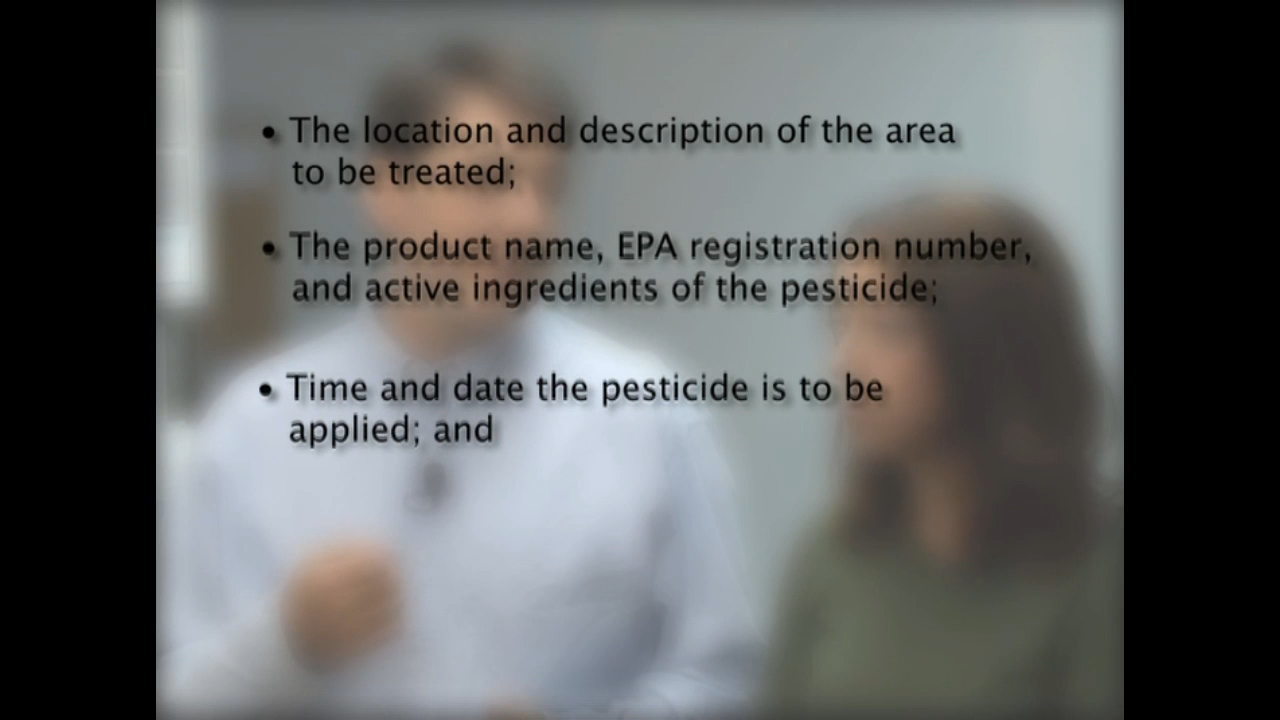 • The location and description of the area
to be treated;
• The product name, EPA registration number,
and active ingredients of the pesticide;
• Time and date the pesticide is to be
applied; and